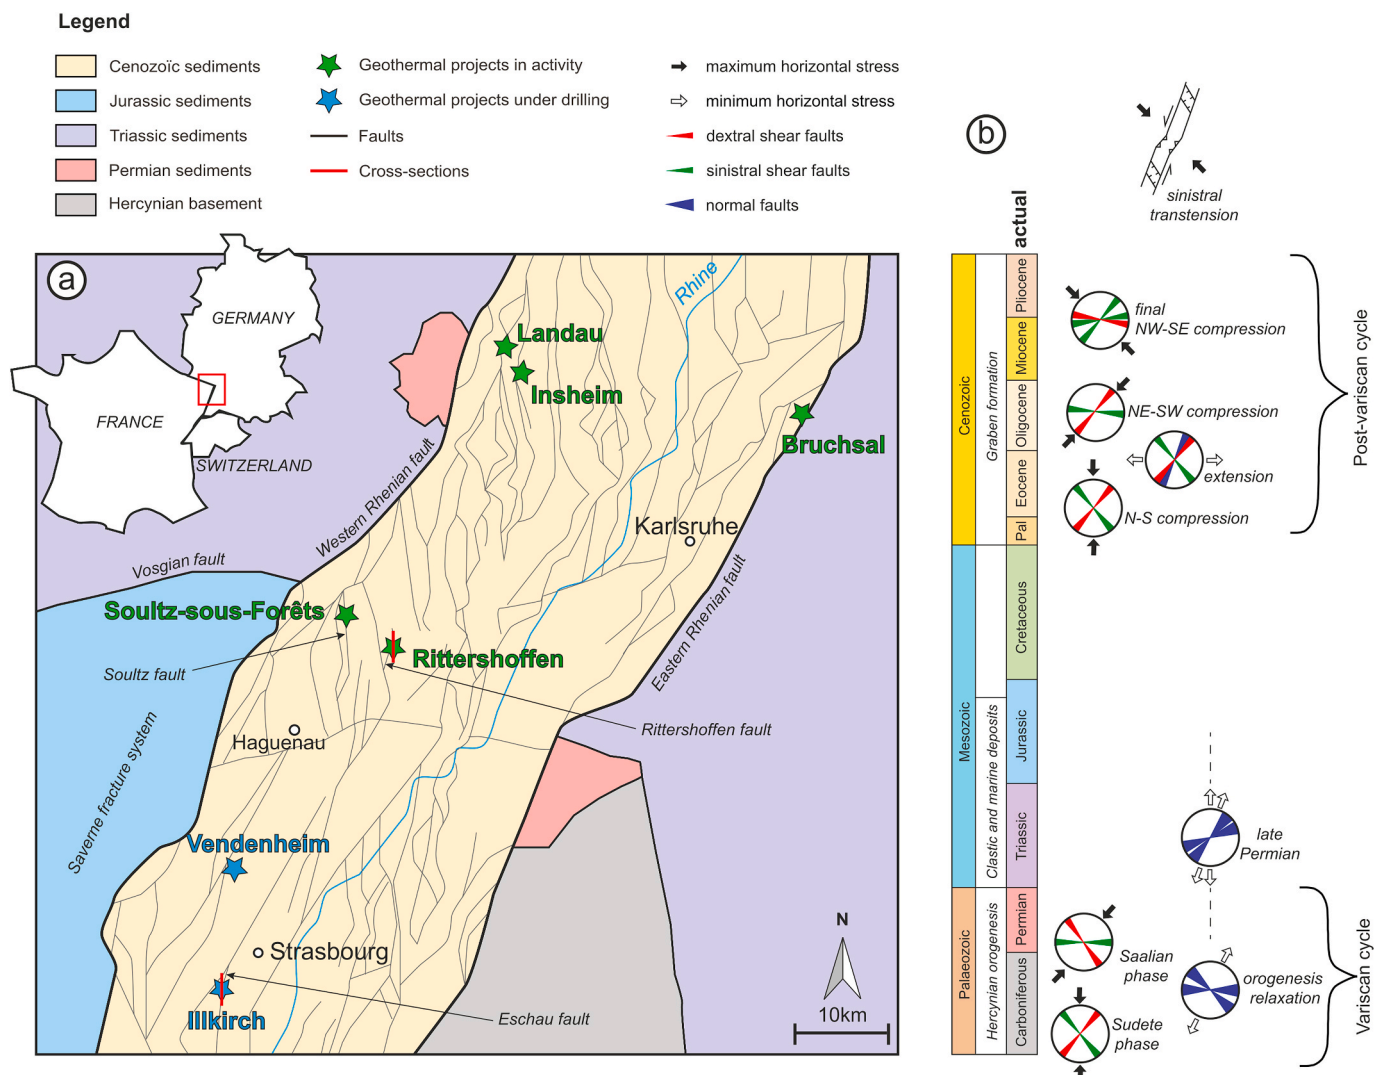 Legend
Cenozoïc sediments
Jurassic sediments
Triassic sediments
Permian sediments
Hercynian basement
Geothermal projects in activity
Geothermal projects under drilling
Faults
Cross-sections
maximum horizontal stress
minimum horizontal stress
dextral shear faults
sinistral shear faults
normal faults
a
GERMANY
FRANCE
SWITZERLAND
Rhine
Landau
Insheim
Bruchsal
Western Rhenian fault
Karlsruhe
Vosgian fault
Eastern Rhenian fault
Soultz-sous-Forêts
Rittershoffen
Soultz fault
Rittershoffen fault
Haguenau
Saverne fracture system
Vendenheim
Strasbourg
Illkirch
Eschau fault
N
10km
b
sinistral
transtension
actual
Cenozoic
Graben formation
Pliocene
Miocene
Oligocene
Eocene
Pal
Mesozoic
Clastic and marine deposits
Cretaceous
Jurassic
Triassic
Palaeozoic
Hercynian orogenesis
Permian
Carboniferous
final
NW-SE compression
NE-SW compression
extension
N-S compression
Post-variscan cycle
late
Permian
Saalian
phase
orogenesis
relaxation
Sudete
phase
Variscan cycle